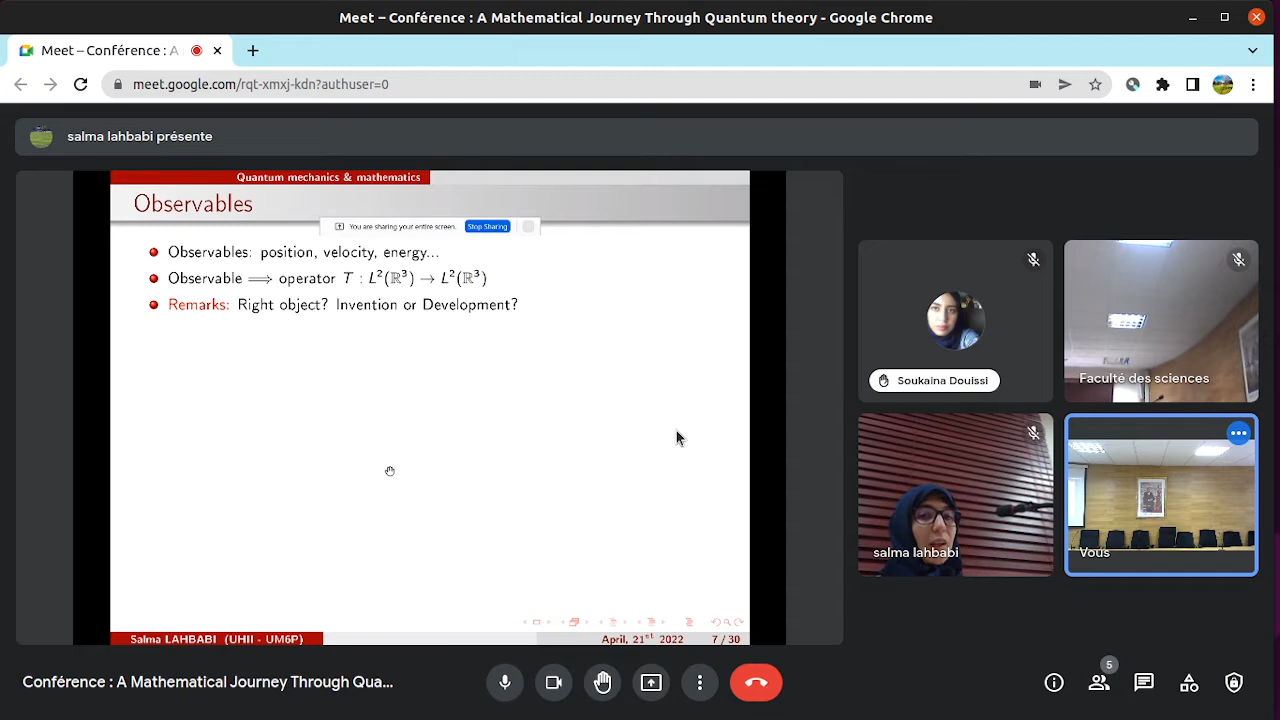 Meet – Conférence : A Mathematical Journey Through Quantum theory - Google Chrome
Meet – Conférence : A
meet.google.com/rqt-xmxj-kdn?authuser=0
salma lahbabi présente
Quantum mechanics & mathematics
Observables
You are sharing your entire screen. Stop Sharing
Observables: position, velocity, energy...
Observable ⟹ operator T : L²(ℝ³) → L²(ℝ³)
Remarks: Right object? Invention or Development?
Salma LAHBABI (UHII - UM6P) April, 21st 2022 7 / 30
Soukaina Douissi
Faculté des sciences
salma lahbabi
Vous
Conférence : A Mathematical Journey Through Qua...
5